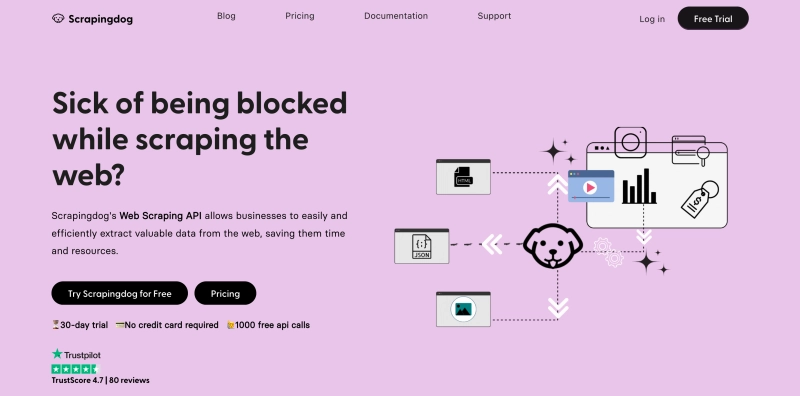 Scrapingdog
Blog
Pricing
Documentation
Support
Log in
Free Trial
Sick of being blocked
while scraping the
web?
Scrapingdog's Web Scraping API allows businesses to easily and
efficiently extract valuable data from the web, saving them time
and resources.
Try Scrapingdog for Free
Pricing
30-day trial
No credit card required
1000 free api calls
Trustpilot
TrustScore 4.7 | 80 reviews
HTML
{;}
JSON
$